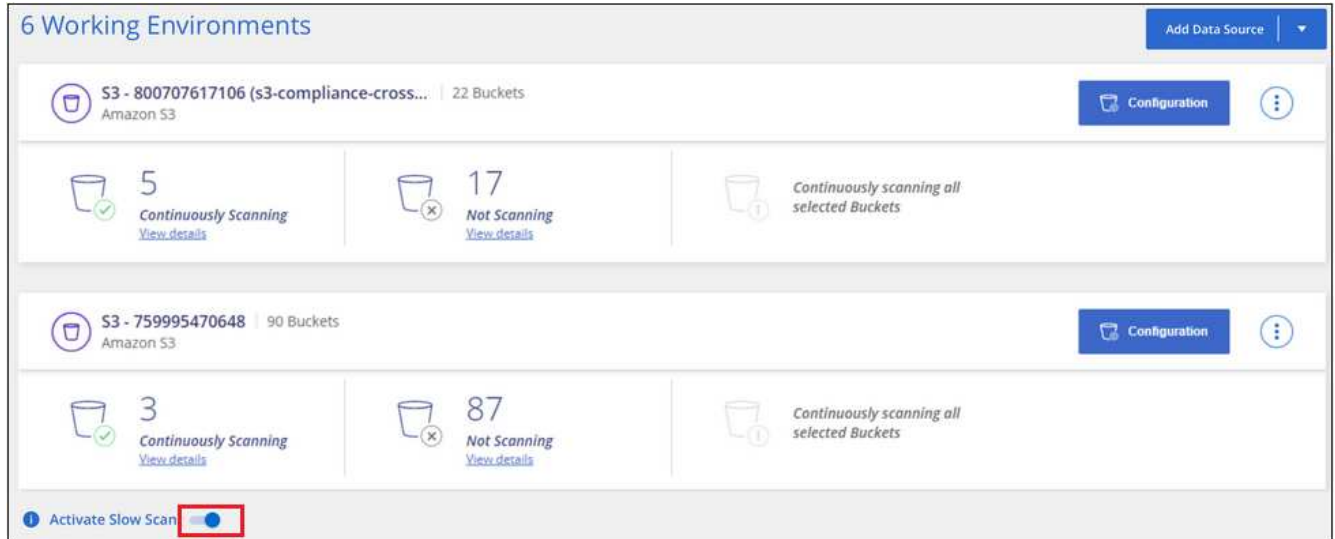 6 Working Environments
Add Data Source
S3 - 800707617106 (s3-compliance-cross... | 22 Buckets
Amazon S3
Configuration
5
Continuously Scanning
View details
17
Not Scanning
View details
Continuously scanning all
selected Buckets
S3 - 759995470648 | 90 Buckets
Amazon S3
Configuration
3
Continuously Scanning
View details
87
Not Scanning
View details
Continuously scanning all
selected Buckets
Activate Slow Scan